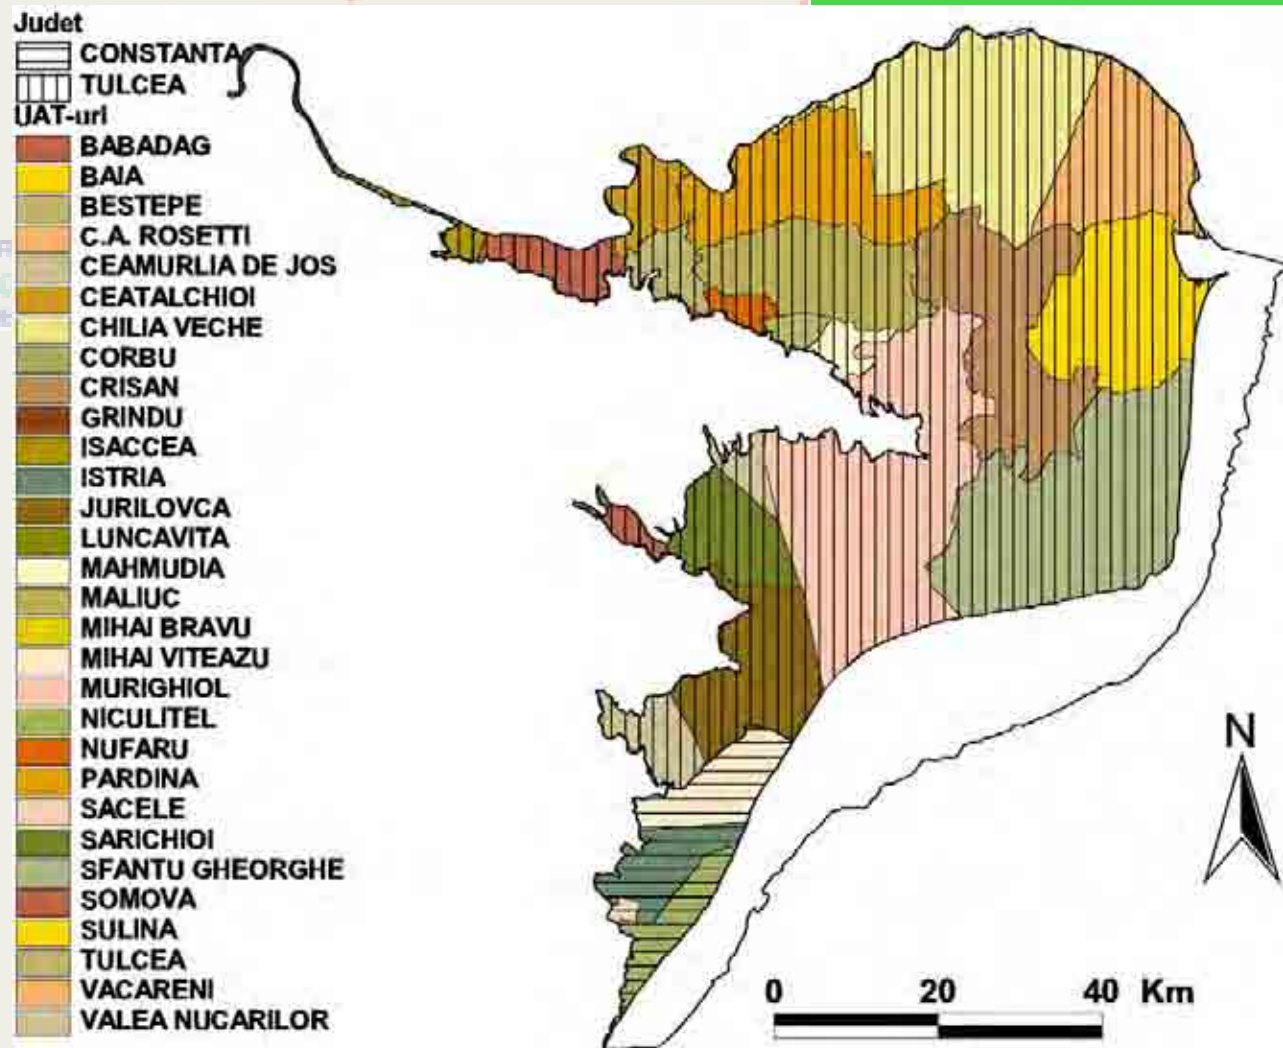 Judet
CONSTANTA
TULCEA
UAT-uri
BABADAG
BAIA
BESTEPE
C.A. ROSETTI
CEAMURLIA DE JOS
CEATALCHIOI
CHILIA VECHE
CORBU
CRISAN
GRINDU
ISACCEA
ISTRIA
JURILOVCA
LUNCAVITA
MAHMUDIA
MALIUC
MIHAI BRAVU
MIHAI VITEAZU
MURIGHIOL
NICULITEL
NUFARU
PARDINA
SACELE
SARICHIOI
SFANTU GHEORGHE
SOMOVA
SULINA
TULCEA
VACARENI
VALEA NUCARILOR
N
0 20 40 Km